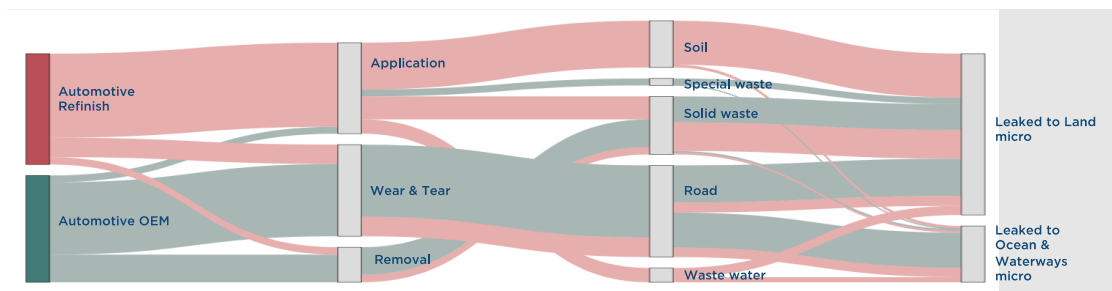 Automotive
Refinish
Automotive OEM
Application
Wear & Tear
Removal
Soil
Special waste
Solid waste
Road
Waste water
Leaked to Land
micro
Leaked to
Ocean &
Waterways
micro